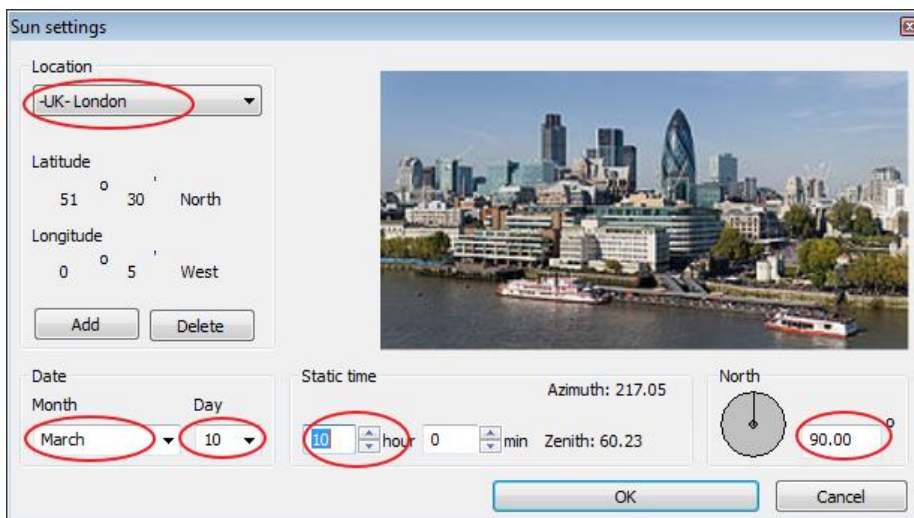 Sun settings
Location
-UK- London
Latitude
51 o 30 ' North
Longitude
0 o 5 ' West
Add Delete
Date
Month Day
March 10
Static time
Azimuth: 217.05
10 hour 0 min Zenith: 60.23
North
90.00 o
OK Cancel